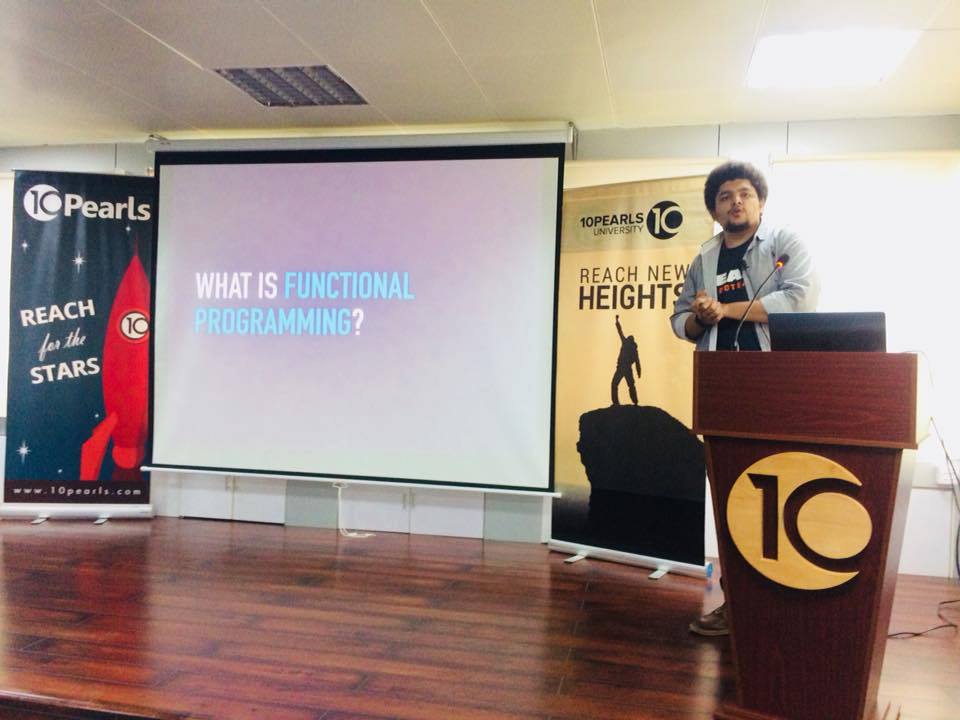 10Pearls
REACH
for the
STARS
10
www.10pearls.com
WHAT IS FUNCTIONAL
PROGRAMMING?
10PEARLS
UNIVERSITY
10
REACH NEW
HEIGHTS
10